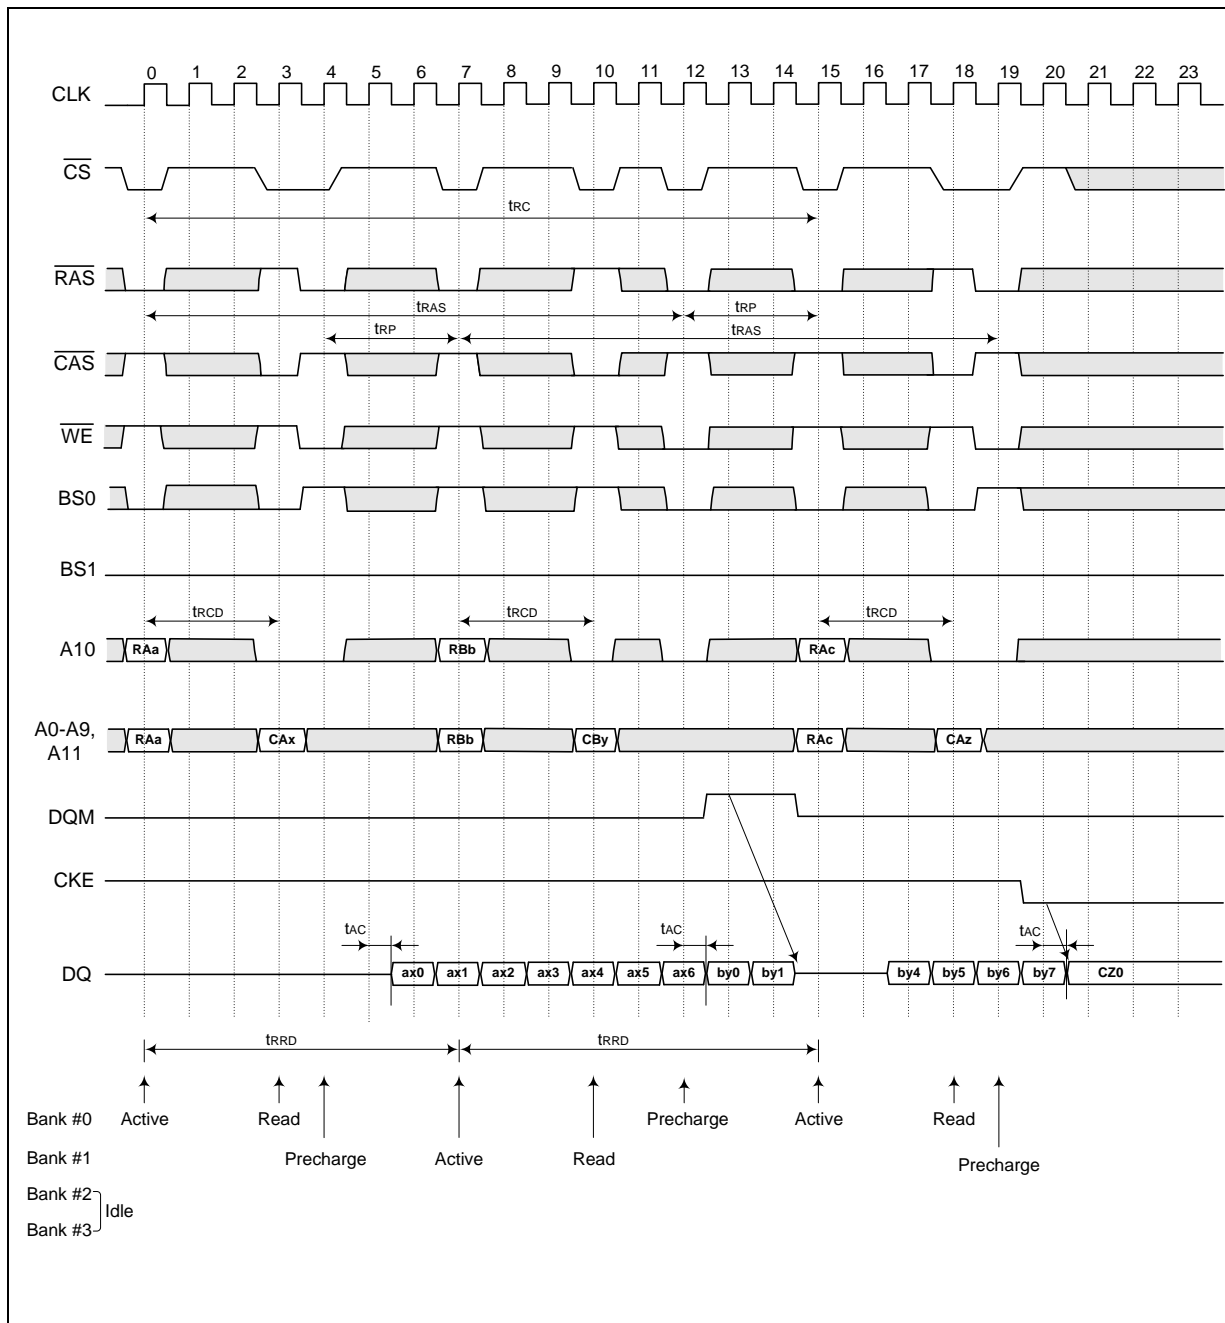 0 1 2 3 4 5 6 7 8 9 10 11 12 13 14 15 16 17 18 19 20 21 22 23
CLK
CS
tRC
RAS
tRAS tRP
tRP tRAS
CAS
WE
BS0
BS1
tRCD tRCD tRCD
A10 RAa RBb RAc
A0-A9,
A11
RAa CAx RBb CBy RAc CAz
DQM
CKE
tAC tAC tAC
DQ ax0 ax1 ax2 ax3 ax4 ax5 ax6 by0 by1 by4 by5 by6 by7 CZ0
tRRD tRRD
Bank #0 Active Read Precharge Active Read
Bank #1 Precharge Active Read Precharge
Bank #2
Idle
Bank #3